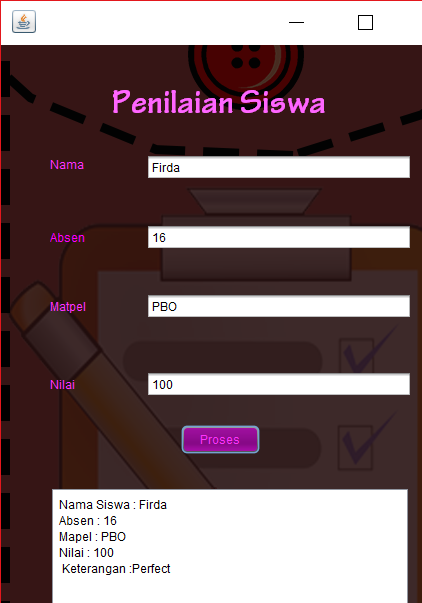 Penilaian Siswa
Nama
Firda
Absen
16
Matpel
PBO
Nilai
100
Proses
Nama Siswa : Firda
Absen : 16
Mapel : PBO
Nilai : 100
Keterangan :Perfect